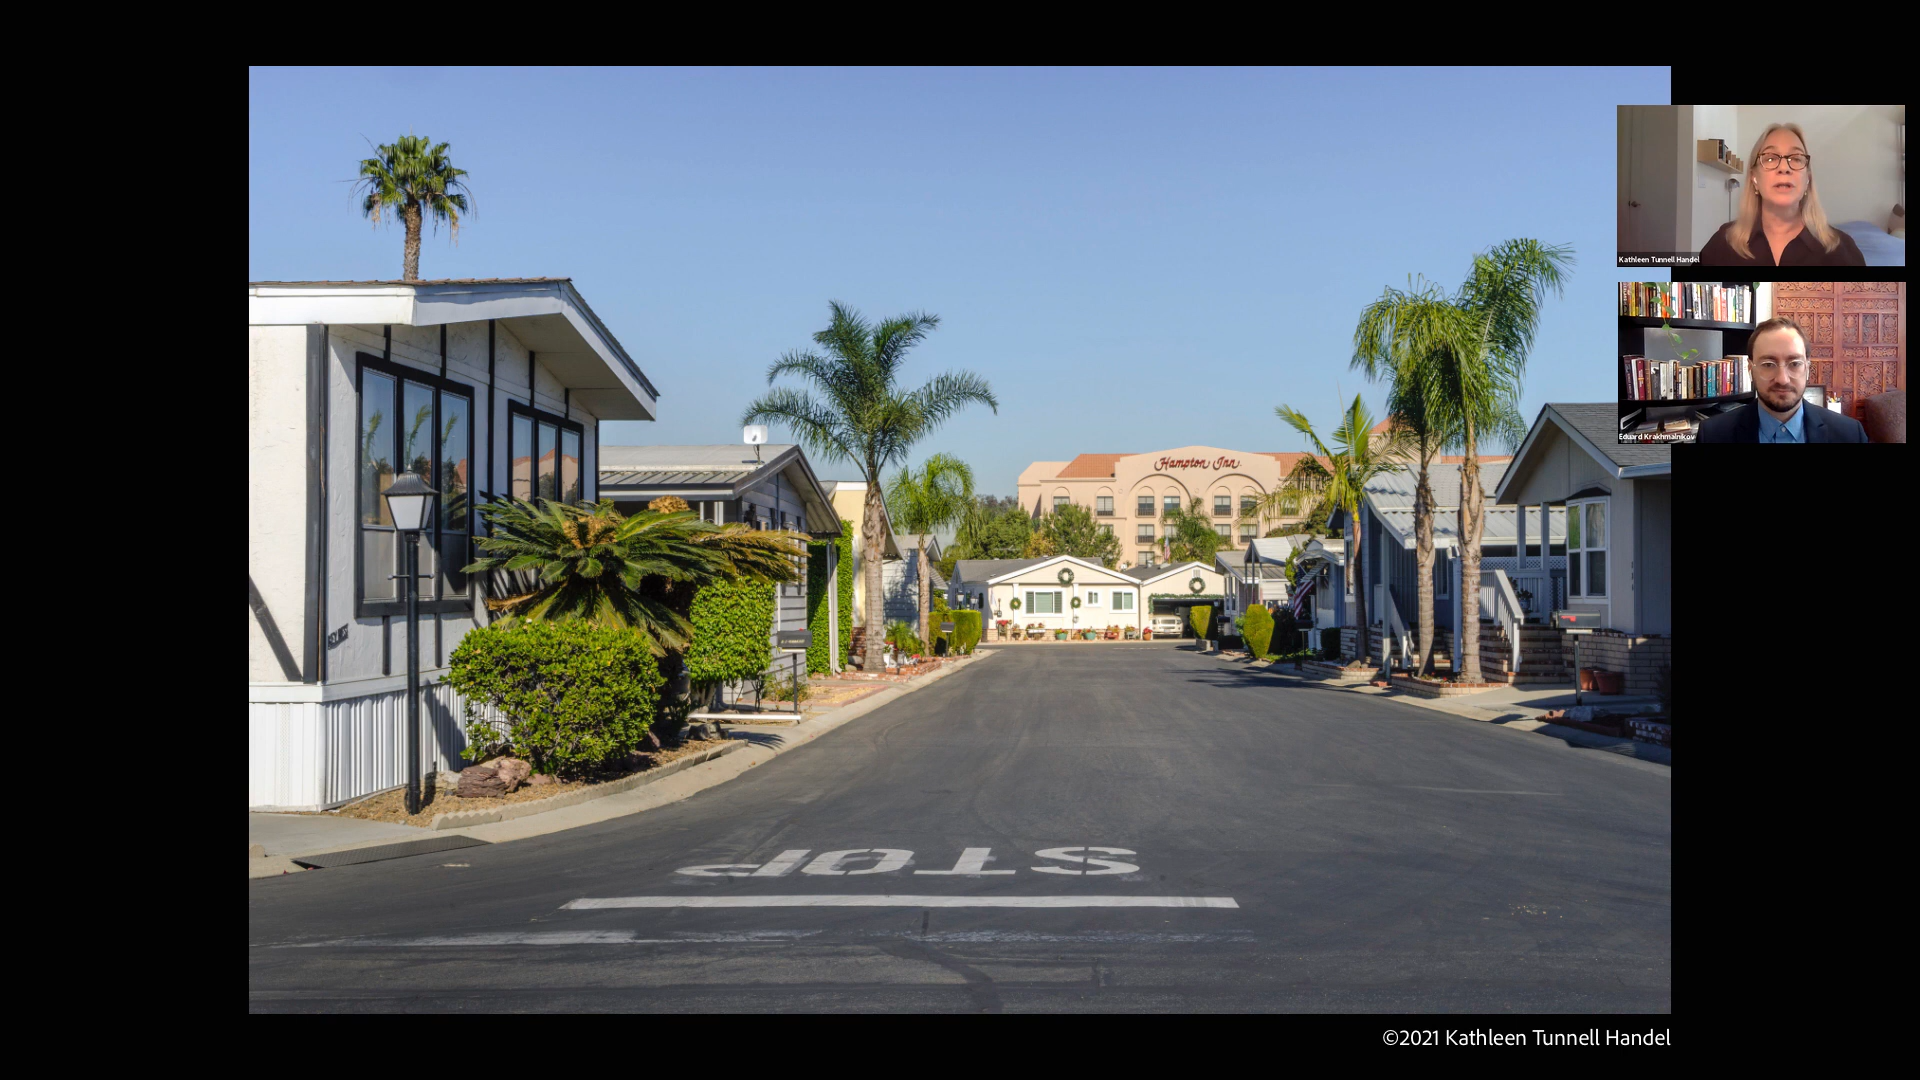 Hampton Inn
Kathleen Tunnell Handel
Eduard Krakhmalnikov
STOP
©2021 Kathleen Tunnell Handel